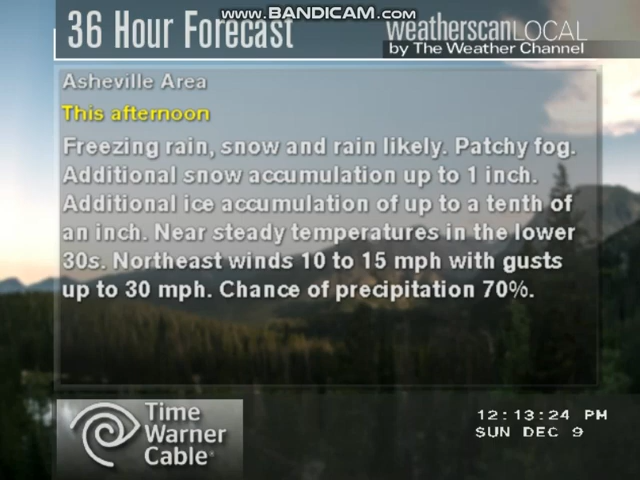 www.BANDICAM.com
36 Hour Forecast
weatherscanLOCAL
by The Weather Channel
Asheville Area
This afternoon
Freezing rain, snow and rain likely. Patchy fog.
Additional snow accumulation up to 1 inch.
Additional ice accumulation of up to a tenth of
an inch. Near steady temperatures in the lower
30s. Northeast winds 10 to 15 mph with gusts
up to 30 mph. Chance of precipitation 70%.
Time
Warner
Cable®
12:13:24 PM
SUN DEC 9